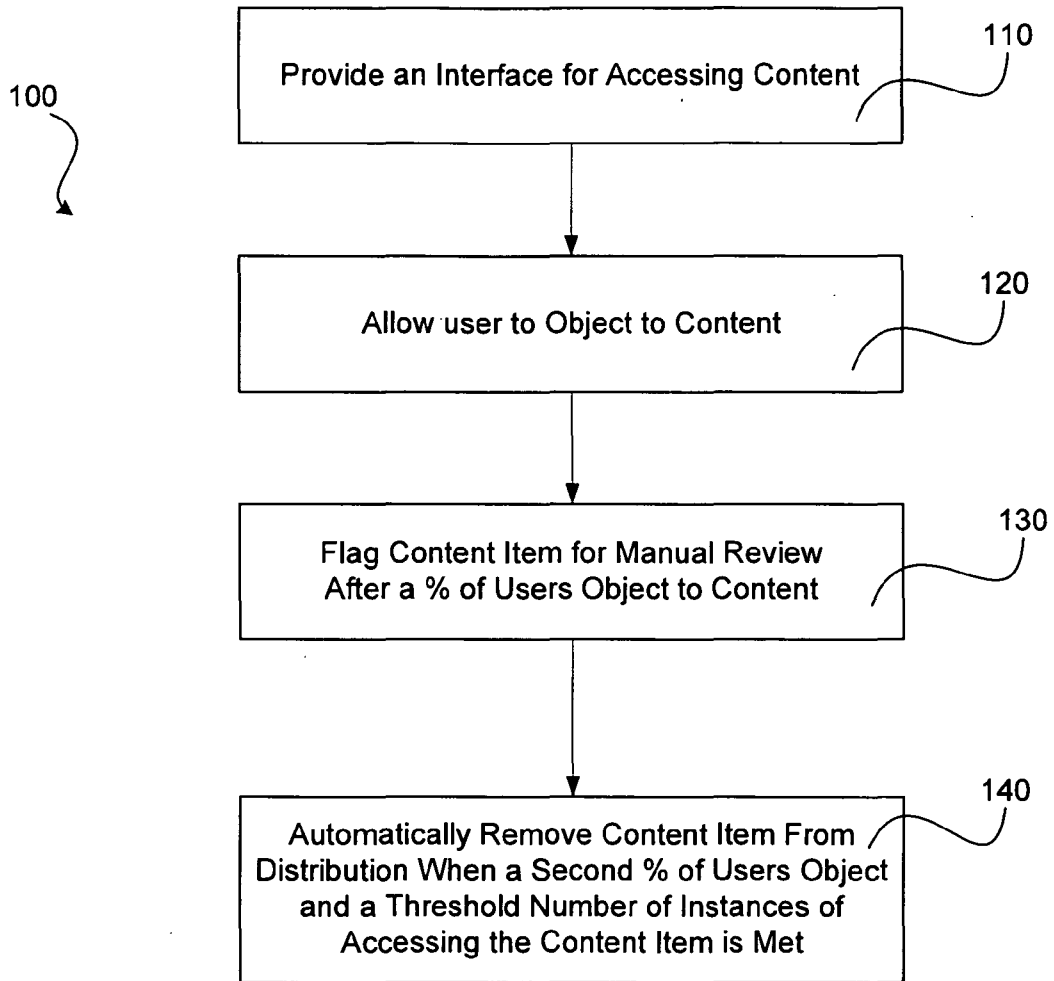 110
Provide an Interface for Accessing Content
100
120
Allow user to Object to Content
130
Flag Content Item for Manual Review
After a % of Users Object to Content
140
Automatically Remove Content Item From
Distribution When a Second % of Users Object
and a Threshold Number of Instances of
Accessing the Content Item is Met